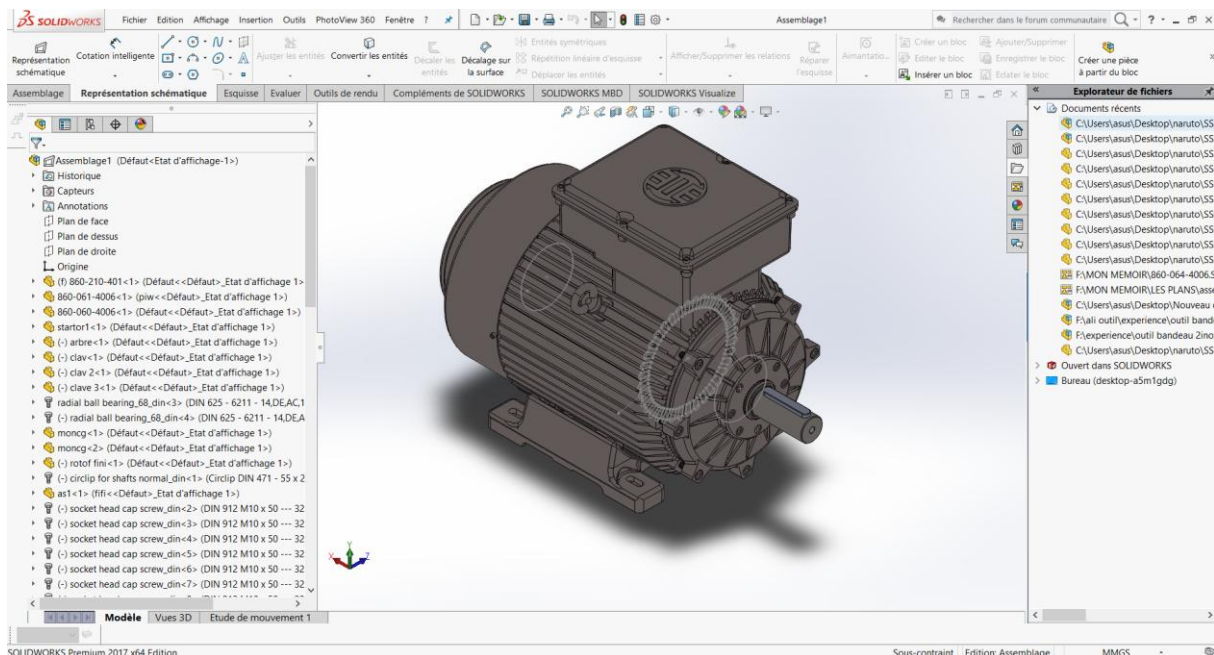 SOLIDWORKS Fichier Edition Affichage Insertion Outils PhotoView 360 Fenêtre ? Assemblage1 Rechercher dans le forum communautaire
Représentation schématique
Cotation intelligente
Ajuster les entités
Convertir les entités
Décaler les entités
Décalage sur la surface
Entités symétriques
Répétition linéaire d'esquisse
Déplacer les entités
Afficher/Supprimer les relations
Réparer l'esquisse
Aimantatio...
Créer un bloc
Editer le bloc
Insérer un bloc
Ajouter/Supprimer
Enregistrer le bloc
Eclater le bloc
Créer une pièce à partir du bloc
Assemblage Représentation schématique Esquisse Evaluer Outils de rendu Compléments de SOLIDWORKS SOLIDWORKS MBD SOLIDWORKS Visualize
Assemblage1 (Défaut<Etat d'affichage-1>)
Historique
Capteurs
Annotations
Plan de face
Plan de dessus
Plan de droite
Origine
(f) 860-210-401<1> (Défaut<<Défaut>_Etat d'affichage 1>
860-061-4006<1> (piw<<Défaut>_Etat d'affichage 1>)
860-060-4006<1> (Défaut<<Défaut>_Etat d'affichage 1>)
startor1<1> (Défaut<<Défaut>_Etat d'affichage 1>)
(-) arbre<1> (Défaut<<Défaut>_Etat d'affichage 1>)
(-) clav<1> (Défaut<<Défaut>_Etat d'affichage 1>)
(-) clav 2<1> (Défaut<<Défaut>_Etat d'affichage 1>)
(-) clave 3<1> (Défaut<<Défaut>_Etat d'affichage 1>)
radial ball bearing_68_din<3> (DIN 625 - 6211 - 14,DE,AC,1
(-) radial ball bearing_68_din<4> (DIN 625 - 6211 - 14,DE,A
moncg<1> (Défaut<<Défaut>_Etat d'affichage 1>)
moncg<2> (Défaut<<Défaut>_Etat d'affichage 1>)
(-) rotof fini<1> (Défaut<<Défaut>_Etat d'affichage 1>)
(-) circlip for shafts normal_din<1> (Circlip DIN 471 - 55 x 2
as1<1> (fifi<<Défaut>_Etat d'affichage 1>)
(-) socket head cap screw_din<2> (DIN 912 M10 x 50 --- 32
(-) socket head cap screw_din<3> (DIN 912 M10 x 50 --- 32
(-) socket head cap screw_din<4> (DIN 912 M10 x 50 --- 32
(-) socket head cap screw_din<5> (DIN 912 M10 x 50 --- 32
(-) socket head cap screw_din<6> (DIN 912 M10 x 50 --- 32
(-) socket head cap screw_din<7> (DIN 912 M10 x 50 --- 32
Y
X Z
Explorateur de fichiers
Documents récents
C:\Users\asus\Desktop\naruto\SS
C:\Users\asus\Desktop\naruto\SS
C:\Users\asus\Desktop\naruto\SS
C:\Users\asus\Desktop\naruto\SS
C:\Users\asus\Desktop\naruto\SS
C:\Users\asus\Desktop\naruto\SS
C:\Users\asus\Desktop\naruto\SS
C:\Users\asus\Desktop\naruto\SS
C:\Users\asus\Desktop\naruto\SS
C:\Users\asus\Desktop\naruto\SS
F:\MON MEMOIR\860-064-4006.S
F:\MON MEMOIR\LES PLANS\asse
C:\Users\asus\Desktop\Nouveau
F:\ali outil\experience\outil band
F:\experience\outil bandeau 2ino
C:\Users\asus\Desktop\naruto\SS
Ouvert dans SOLIDWORKS
Bureau (desktop-a5m1gdg)
Modèle Vues 3D Etude de mouvement 1
SOLIDWORKS Premium 2017 x64 Edition Sous-contraint Edition: Assemblage MMGS